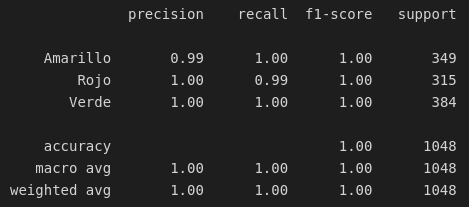 precision recall f1-score support
Amarillo 0.99 1.00 1.00 349
Rojo 1.00 0.99 1.00 315
Verde 1.00 1.00 1.00 384
accuracy 1.00 1048
macro avg 1.00 1.00 1.00 1048
weighted avg 1.00 1.00 1.00 1048